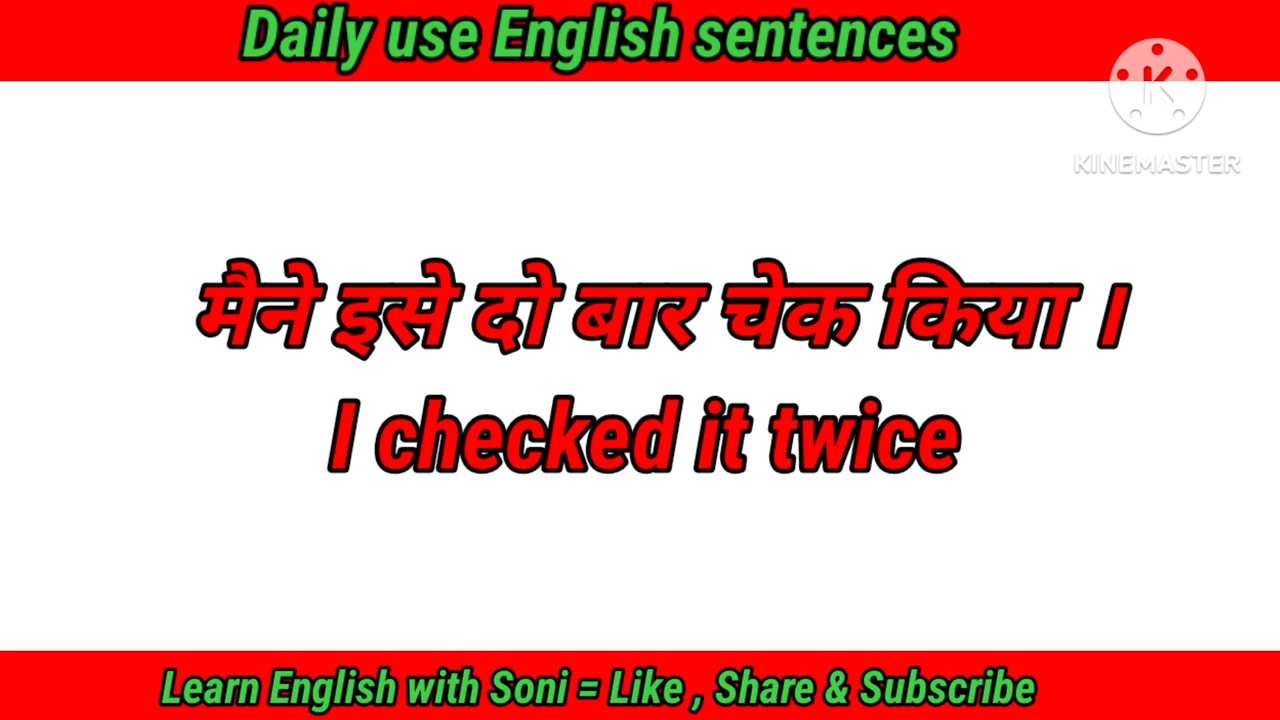 Daily use English sentences
K
KINEMASTER
मैने इसे दो बार चेक किया ।
I checked it twice
Learn English with Soni = Like , Share & Subscribe